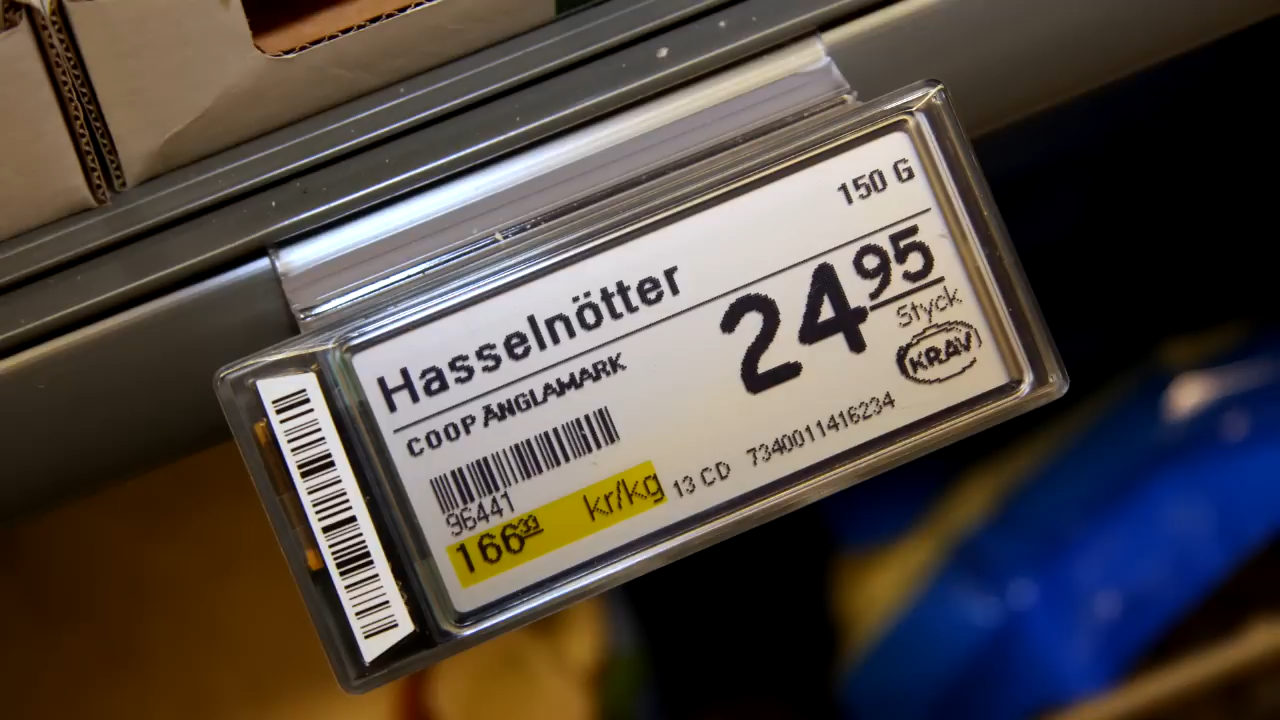 150 G
Hasselnötter
24 95
COOP ÄNGLAMARK
Styck
KRAV
96441
166 33 kr/kg
13 CD 7340011416234